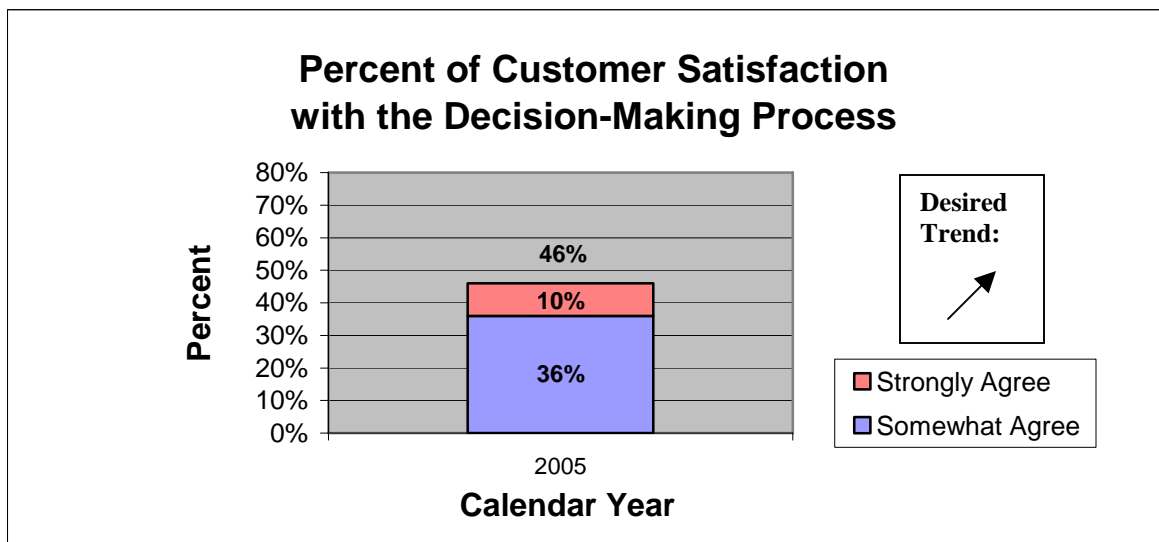 Percent of Customer Satisfaction
with the Decision-Making Process
80%
70%
60%
50%
40%
30%
20%
10%
0%
Percent
46%
10%
36%
2005
Calendar Year
Desired
Trend:
Strongly Agree
Somewhat Agree